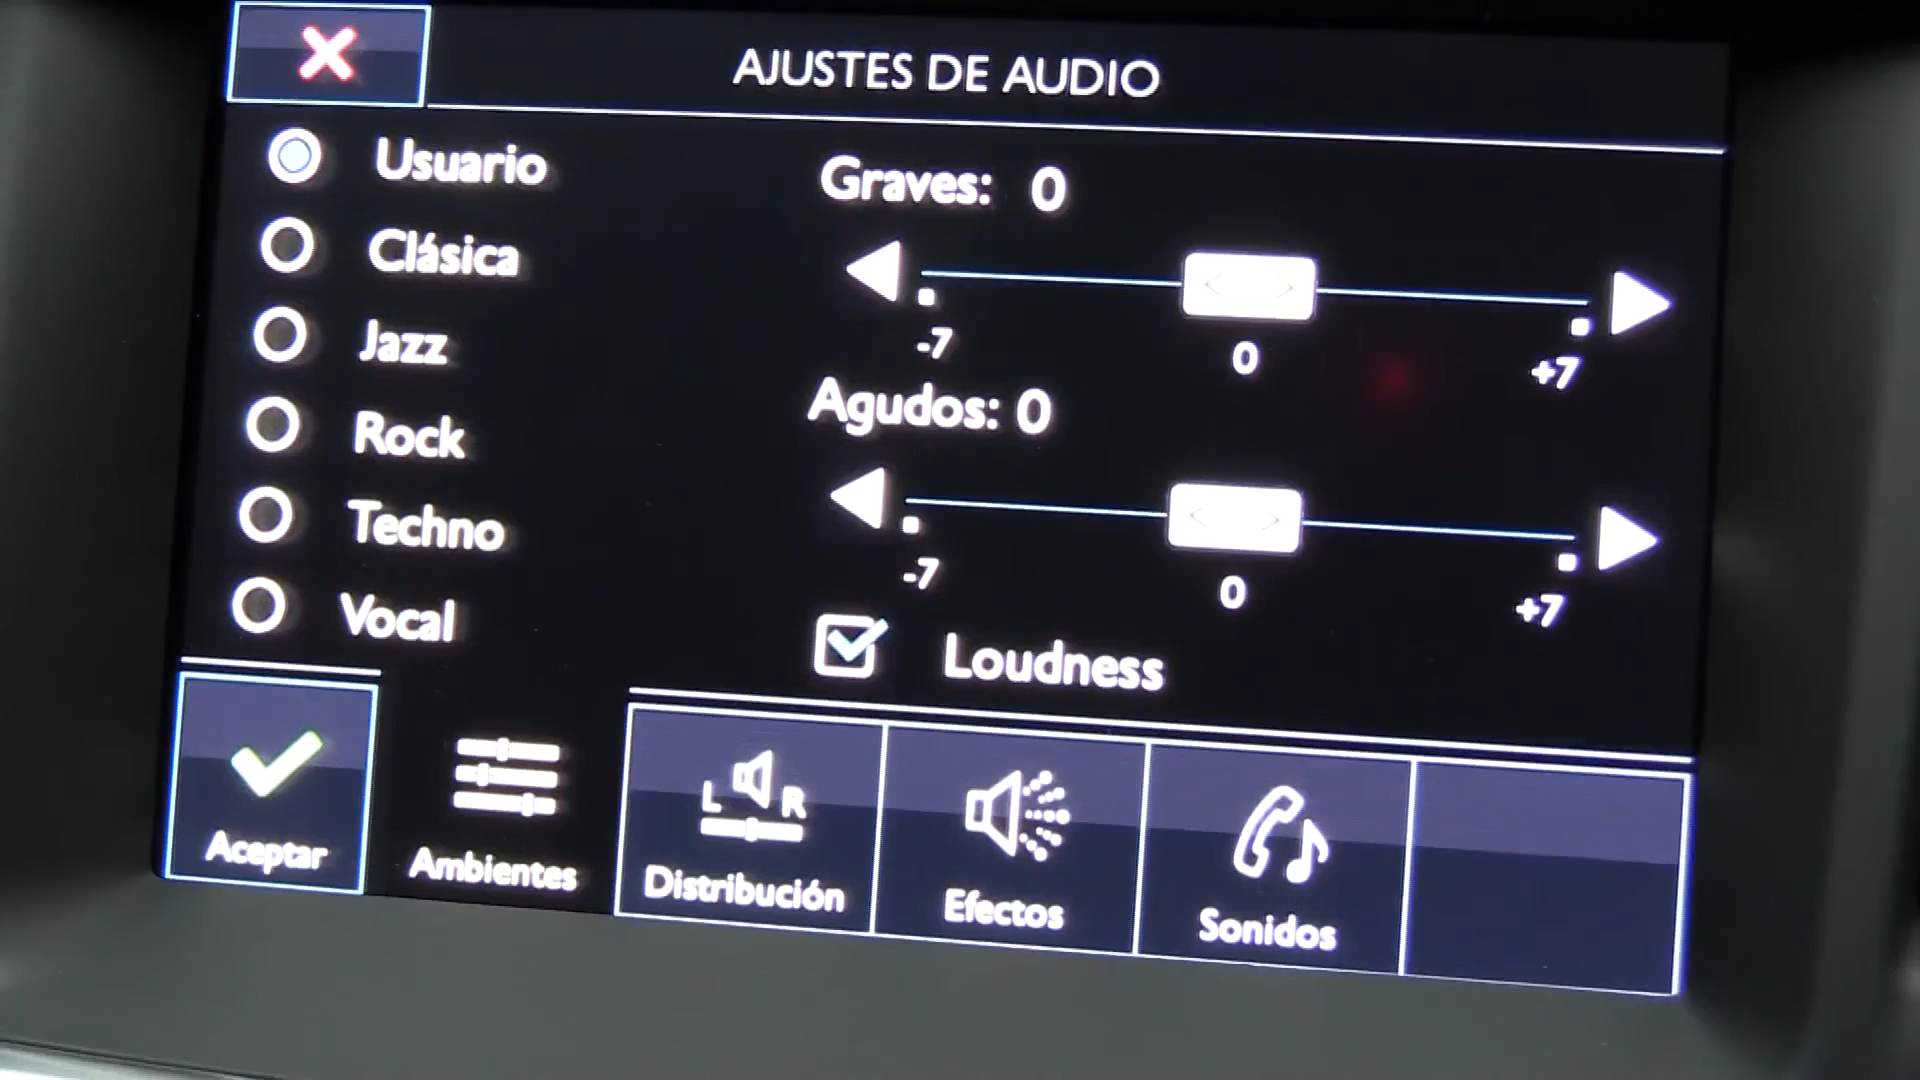 AJUSTES DE AUDIO
Usuario
Clásica
Jazz
Rock
Techno
Vocal
Graves: 0
-7 0 +7
Agudos: 0
-7 0 +7
Loudness
Aceptar
Ambientes
L R
Distribución
Efectos
Sonidos